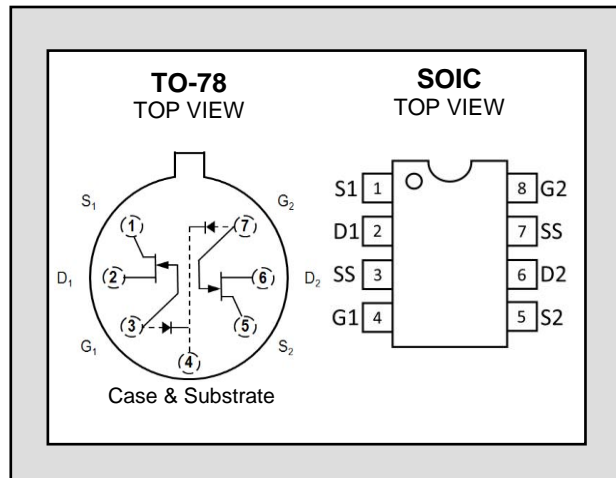 TO-78
TOP VIEW
SOIC
TOP VIEW
S1
G2
1
7
D1
2
6
D2
3
5
G1
4
S2
Case & Substrate
S1 1
8 G2
D1 2
7 SS
SS 3
6 D2
G1 4
5 S2